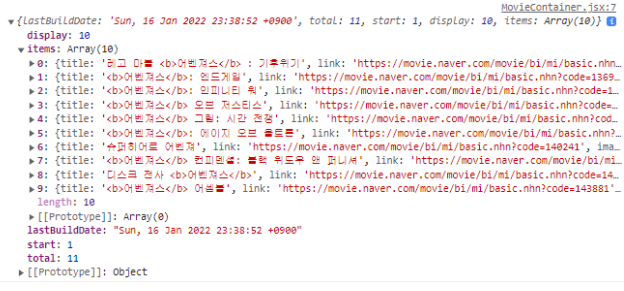 MovieContainer.jsx:7
{lastBuildDate: 'Sun, 16 Jan 2022 23:38:52 +0900', total: 11, start: 1, display: 10, items: Array(10)}
display: 10
items: Array(10)
0: {title: '레고 마블 <b>어벤져스</b> : 기후위기', link: 'https://movie.naver.com/movie/bi/mi/basic.nhn…
1: {title: '<b>어벤져스</b>: 엔드게임', link: 'https://movie.naver.com/movie/bi/mi/basic.nhn?code=1369…
2: {title: '<b>어벤져스</b>: 인피니티 워', link: 'https://movie.naver.com/movie/bi/mi/basic.nhn?code=1…
3: {title: '<b>어벤져스</b> 오브 저스티스', link: 'https://movie.naver.com/movie/bi/mi/basic.nhn?code=…
4: {title: '<b>어벤져스</b> 그림: 시간 전쟁', link: 'https://movie.naver.com/movie/bi/mi/basic.nhn?cod…
5: {title: '<b>어벤져스</b>: 에이지 오브 울트론', link: 'https://movie.naver.com/movie/bi/mi/basic.nhn?…
6: {title: '슈퍼히어로 어벤져', link: 'https://movie.naver.com/movie/bi/mi/basic.nhn?code=140241', ima…
7: {title: '<b>어벤져스</b> 컨피덴셜: 블랙 위도우 앤 퍼니셔', link: 'https://movie.naver.com/movie/bi/mi…
8: {title: '디스크 전사 <b>어벤져스</b>', link: 'https://movie.naver.com/movie/bi/mi/basic.nhn?code=14…
9: {title: '<b>어벤져스</b> 어셈블', link: 'https://movie.naver.com/movie/bi/mi/basic.nhn?code=143881'…
length: 10
[[Prototype]]: Array(0)
lastBuildDate: "Sun, 16 Jan 2022 23:38:52 +0900"
start: 1
total: 11
[[Prototype]]: Object